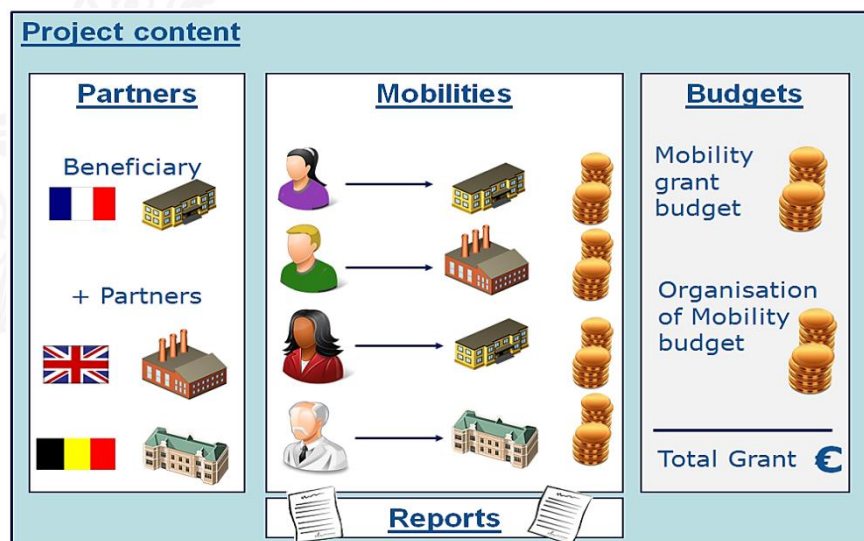 Project content
Partners
Beneficiary
+ Partners
Mobilities
Reports
Budgets
Mobility
grant
budget
Organisation
of Mobility
budget
Total Grant €